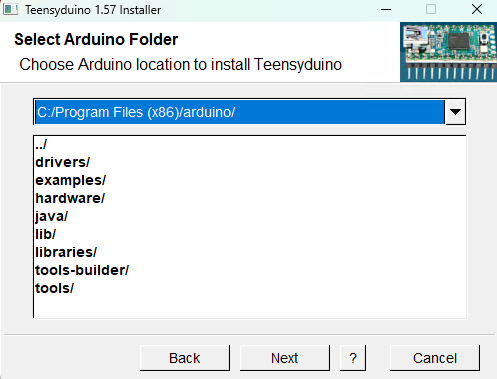 Teensyduino 1.57 Installer
Select Arduino Folder
Choose Arduino location to install Teensyduino
C:/Program Files (x86)/arduino/
../
drivers/
examples/
hardware/
java/
lib/
libraries/
tools-builder/
tools/
Back Next ? Cancel